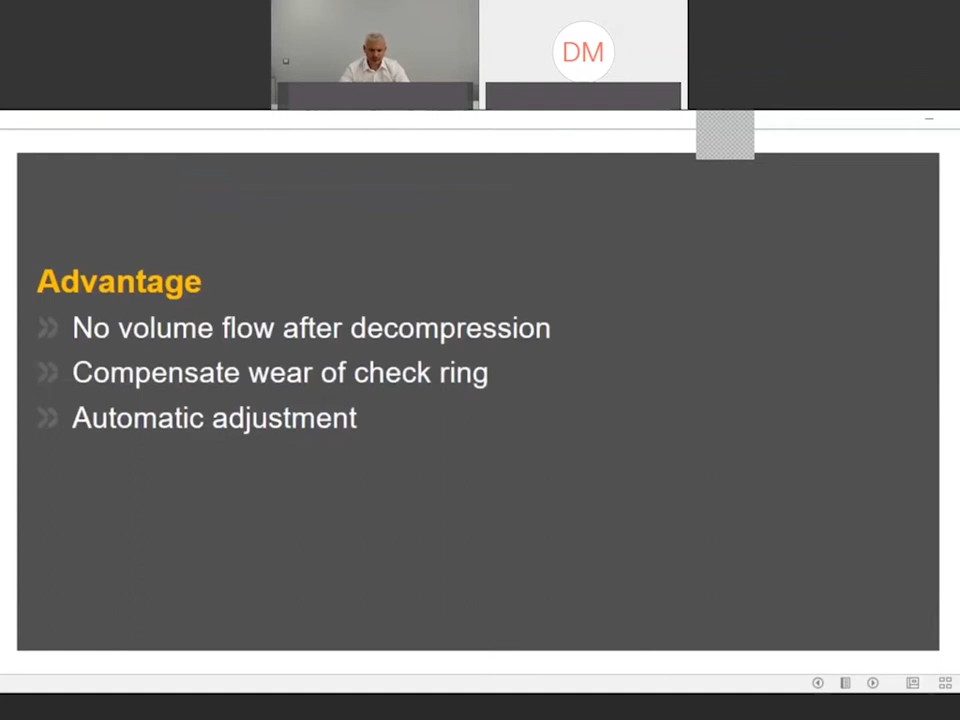 DM
Advantage
No volume flow after decompression
Compensate wear of check ring
Automatic adjustment